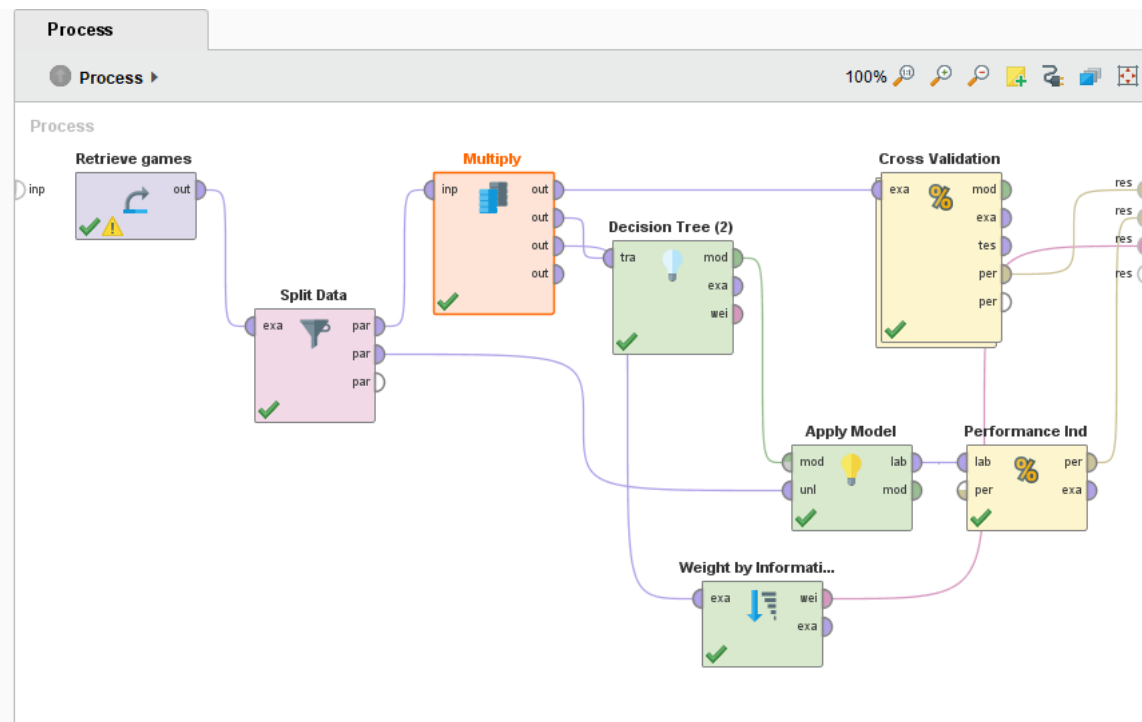 Process
Process
100%
Process
inp
res
res
res
res
Retrieve games
out
Multiply
inp
out
out
out
out
Cross Validation
exa
mod
exa
tes
per
per
Decision Tree (2)
tra
mod
exa
wei
Split Data
exa
par
par
par
Apply Model
mod
unl
lab
mod
Performance Ind
lab
per
per
exa
Weight by Informati...
exa
wei
exa